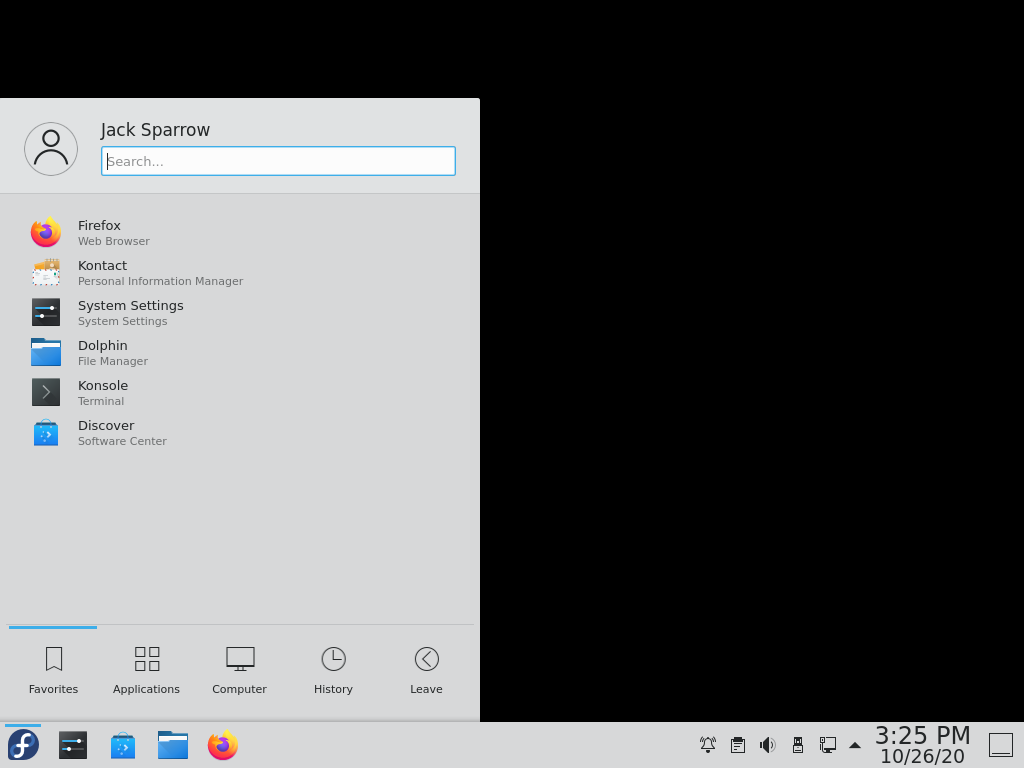 Jack Sparrow
Search...
Firefox
Web Browser
Kontact
Personal Information Manager
System Settings
System Settings
Dolphin
File Manager
Konsole
Terminal
Discover
Software Center
Favorites
Applications
Computer
History
Leave
3:25 PM
10/26/20